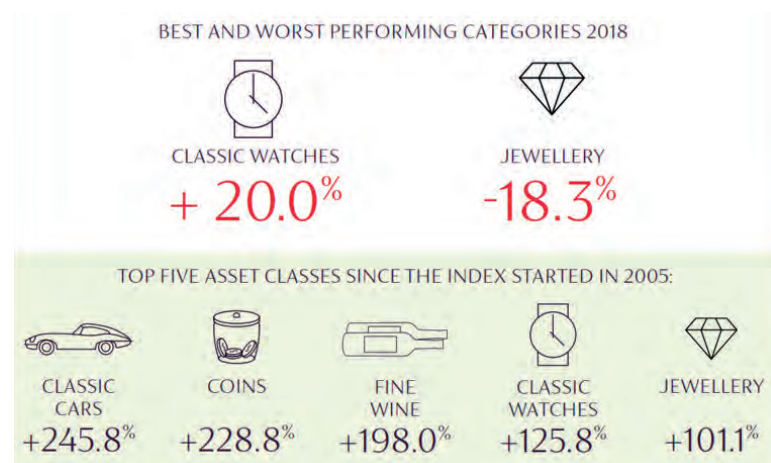 BEST AND WORST PERFORMING CATEGORIES 2018
CLASSIC WATCHES
+ 20.0%
JEWELLERY
-18.3%
TOP FIVE ASSET CLASSES SINCE THE INDEX STARTED IN 2005:
CLASSIC
CARS
+245.8%
COINS
+228.8%
FINE
WINE
+198.0%
CLASSIC
WATCHES
+125.8%
JEWELLERY
+101.1%